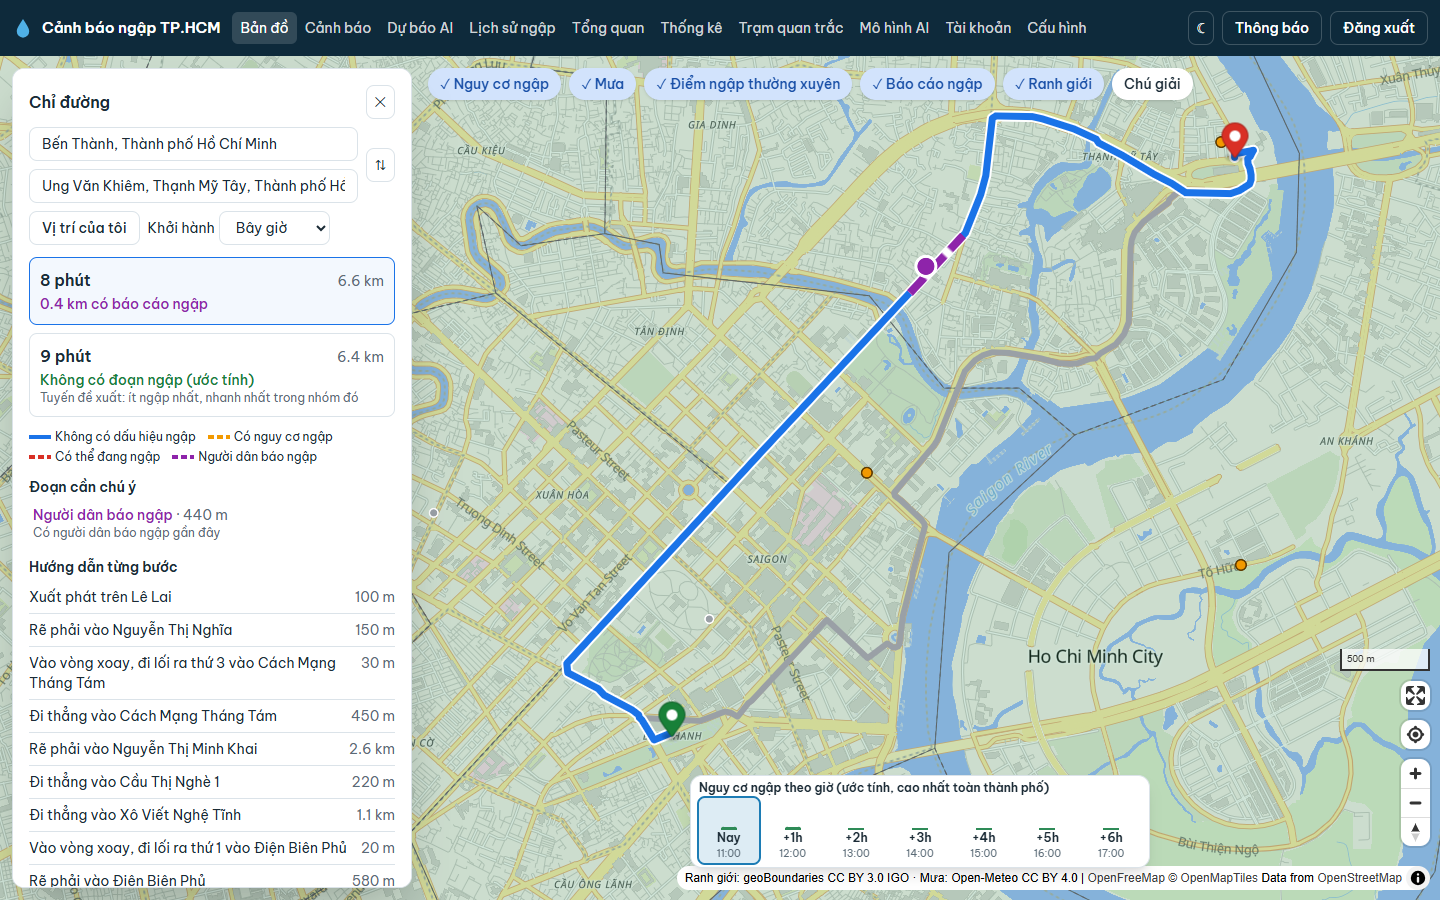 Cảnh báo ngập TP.HCM
Bản đồ
Cảnh báo
Dự báo AI
Lịch sử ngập
Tổng quan
Thống kê
Trạm quan trắc
Mô hình AI
Tài khoản
Cấu hình
Thông báo
Đăng xuất
Chỉ đường
Bến Thành, Thành phố Hồ Chí Minh
Ung Văn Khiêm, Thạnh Mỹ Tây, Thành phố Hồ
Vị trí của tôi
Khởi hành
Bây giờ
8 phút
6.6 km
0.4 km có báo cáo ngập
9 phút
6.4 km
Không có đoạn ngập (ước tính)
Tuyến đề xuất: ít ngập nhất, nhanh nhất trong nhóm đó
Không có dấu hiệu ngập
Có nguy cơ ngập
Có thể đang ngập
Người dân báo ngập
Đoạn cần chú ý
Người dân báo ngập · 440 m
Có người dân báo ngập gần đây
Hướng dẫn từng bước
Xuất phát trên Lê Lai 100 m
Rẽ phải vào Nguyễn Thị Nghĩa 150 m
Vào vòng xoay, đi lối ra thứ 3 vào Cách Mạng 30 m
Tháng Tám
Đi thẳng vào Cách Mạng Tháng Tám 450 m
Rẽ phải vào Nguyễn Thị Minh Khai 2.6 km
Đi thẳng vào Cầu Thị Nghè 1 220 m
Đi thẳng vào Xô Viết Nghệ Tĩnh 1.1 km
Vào vòng xoay, đi lối ra thứ 1 vào Điện Biên Phủ 20 m
Rẽ phải vào Điện Biên Phủ 580 m
✓ Nguy cơ ngập
✓ Mưa
✓ Điểm ngập thường xuyên
✓ Báo cáo ngập
✓ Ranh giới
Chú giải
GIA DINH
CẦU KIỆU
Xuân Thủy
TÂN ĐỊNH
Pasteur Street
XUÂN HÒA
Truong Dinh Street
Vo Van Tan Street
SAIGON
Pasteur Street
Saigon River
AN KHÁNH
Ho Chi Minh City
CẦU ÔNG LÃNH
Bùi Thiện Ngộ
500 m
Nguy cơ ngập theo giờ (ước tính, cao nhất toàn thành phố)
Nay +1h +2h +3h +4h +5h +6h
11:00 12:00 13:00 14:00 15:00 16:00 17:00
Ranh giới: geoBoundaries CC BY 3.0 IGO · Mưa: Open-Meteo CC BY 4.0 | OpenFreeMap © OpenMapTiles Data from OpenStreetMap